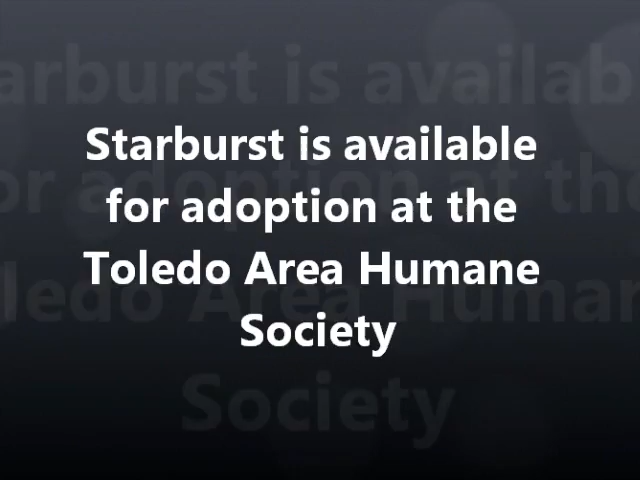 Starburst is available
for adoption at the
Toledo Area Humane
Society